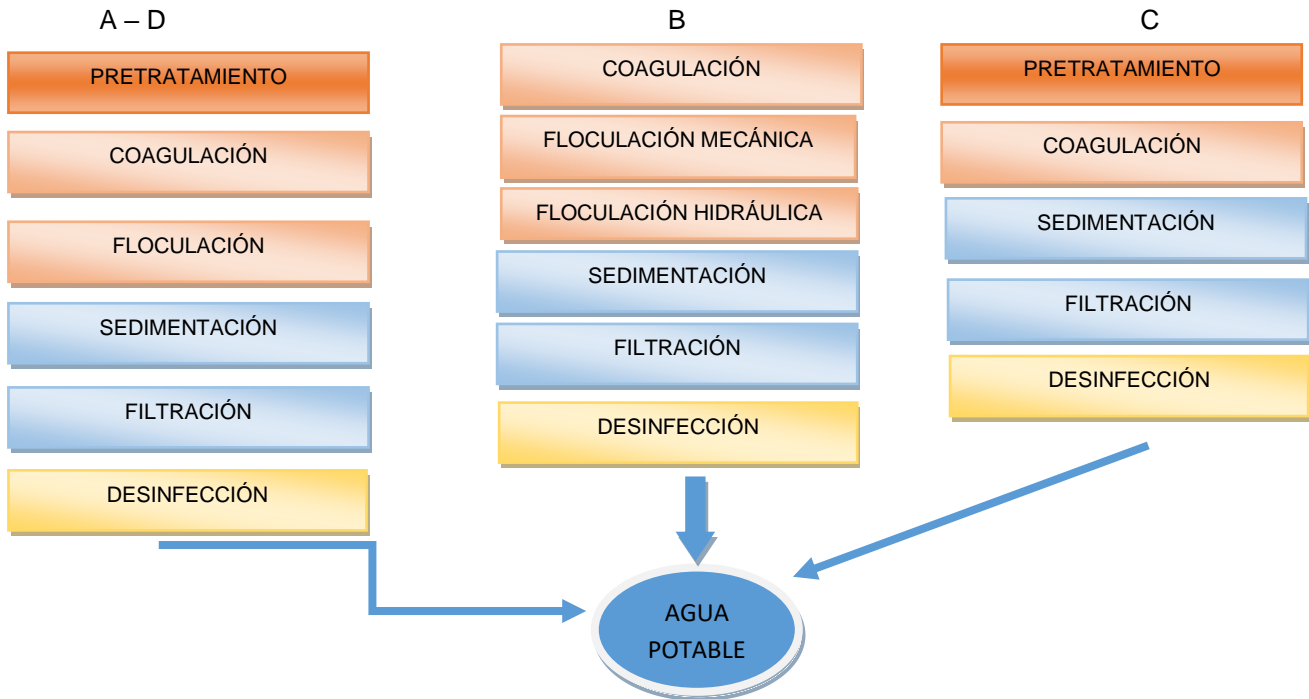 A – D
PRETRATAMIENTO
COAGULACIÓN
FLOCULACIÓN
SEDIMENTACIÓN
FILTRACIÓN
DESINFECCIÓN
B
COAGULACIÓN
FLOCULACIÓN MECÁNICA
FLOCULACIÓN HIDRÁULICA
SEDIMENTACIÓN
FILTRACIÓN
DESINFECCIÓN
C
PRETRATAMIENTO
COAGULACIÓN
SEDIMENTACIÓN
FILTRACIÓN
DESINFECCIÓN
AGUA
POTABLE